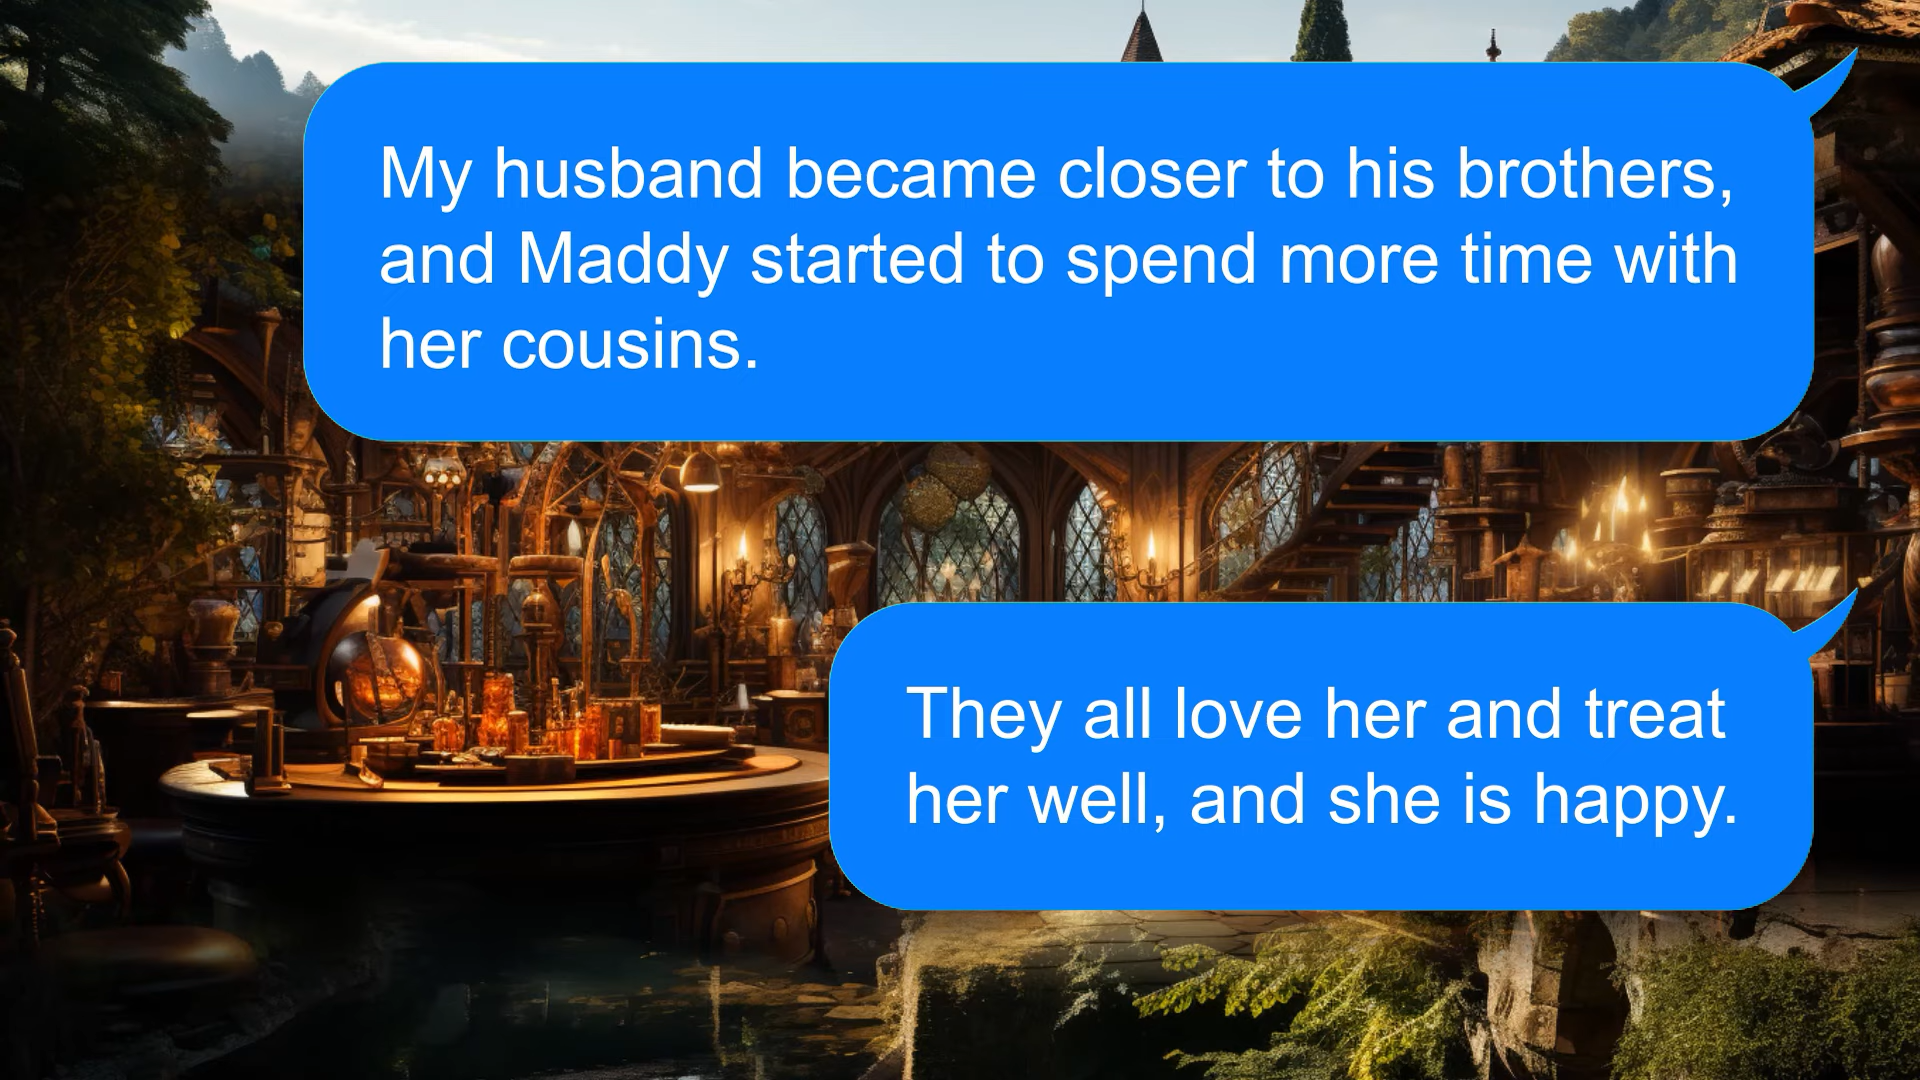 My husband became closer to his brothers,
and Maddy started to spend more time with
her cousins.
They all love her and treat
her well, and she is happy.